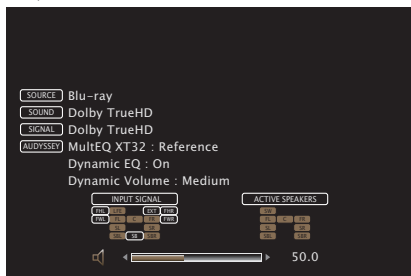 SOURCE Blu-ray
SOUND Dolby TrueHD
SIGNAL Dolby TrueHD
AUDYSSEY MultEQ XT32 : Reference
Dynamic EQ : On
Dynamic Volume : Medium
INPUT SIGNAL ACTIVE SPEAKERS
FHL LFE EXT FHR SW
FWL FL C FR FWR FL C FR
SL SR SL SR
SBL SB SBR SBL SBR
50.0